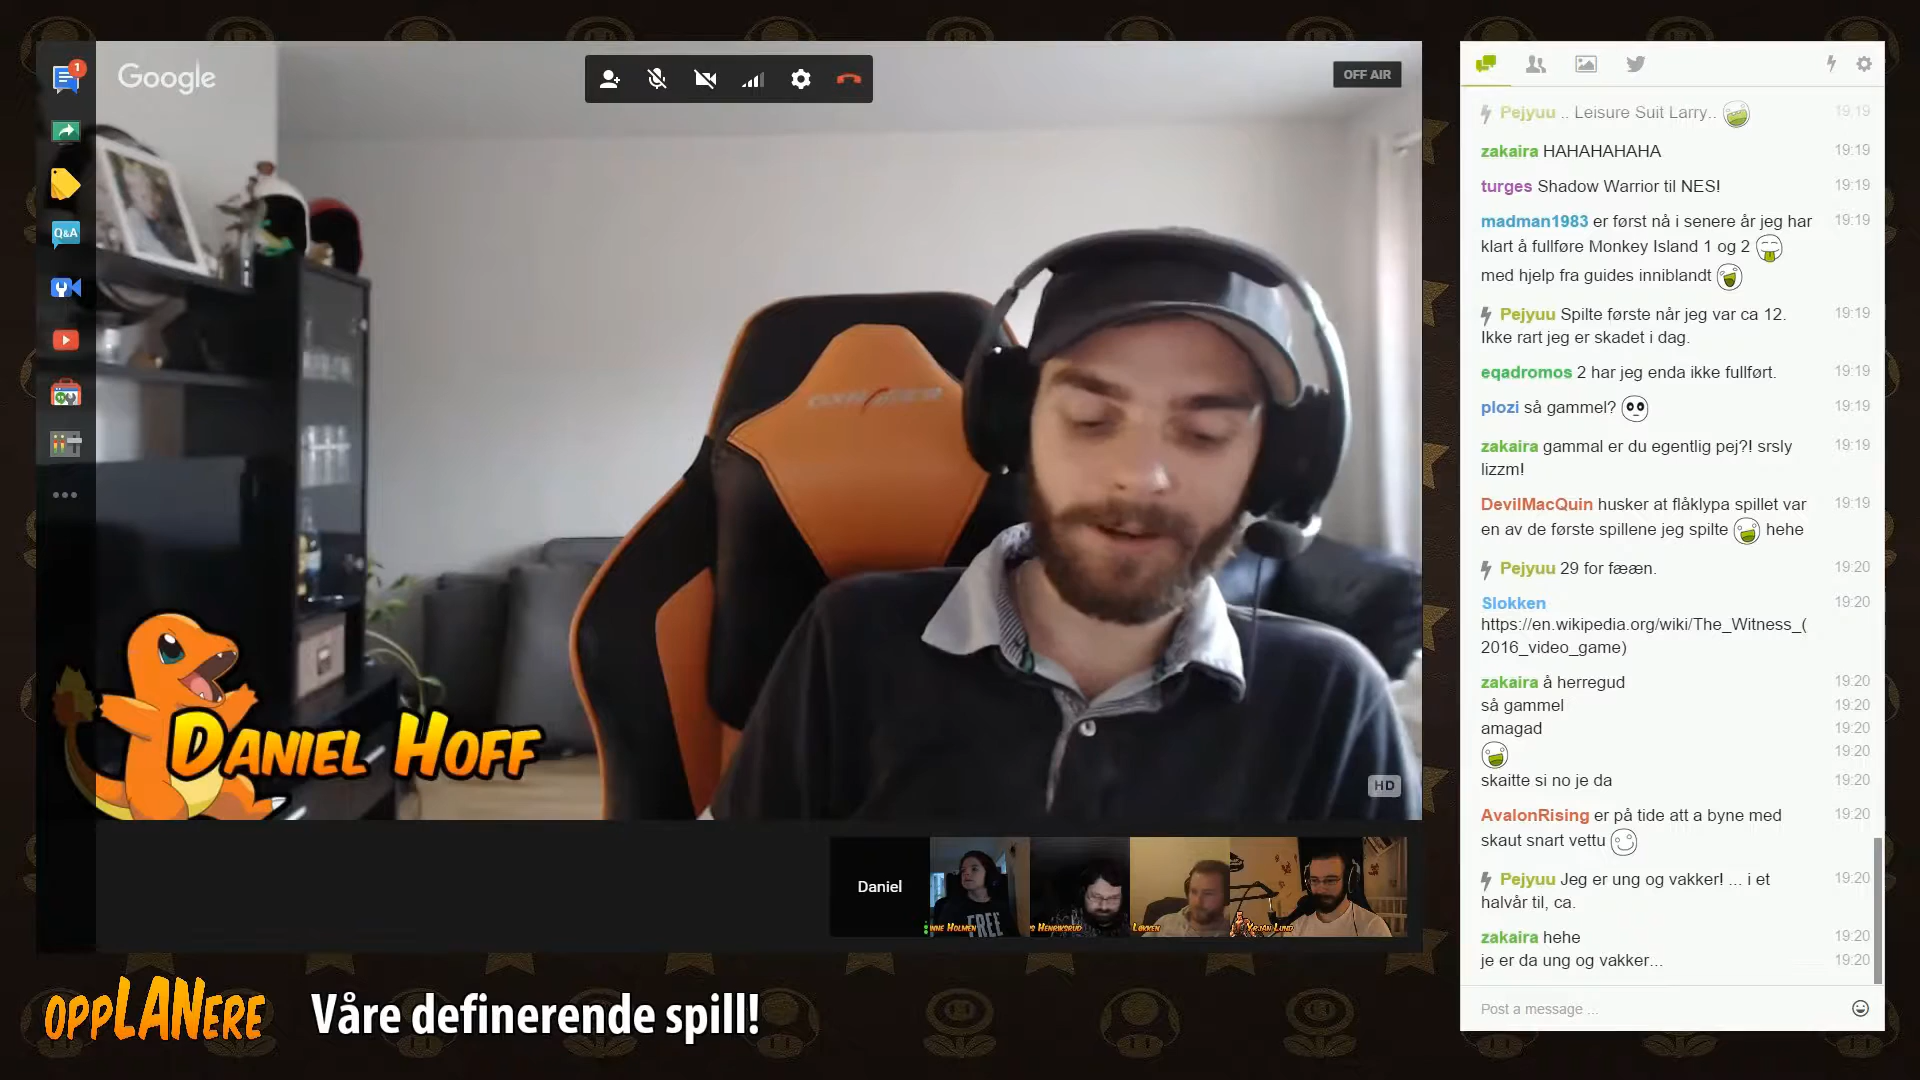 1
Google
OFF AIR
Q&A
DANIEL HOFF
HD
Daniel
NNE HOLMEN
FREE
S HENRIKSRUD
LØKKEN
YRJAN LUND
OPPLANERE
Våre definerende spill!
Pejyuu .. Leisure Suit Larry.. 19:19
zakaira HAHAHAHAHA 19:19
turges Shadow Warrior til NES! 19:19
madman1983 er først nå i senere år jeg har 19:19
klart å fullføre Monkey Island 1 og 2
med hjelp fra guides inniblandt
Pejyuu Spilte første når jeg var ca 12. 19:19
Ikke rart jeg er skadet i dag.
eqadromos 2 har jeg enda ikke fullført. 19:19
plozi så gammel? 19:19
zakaira gammal er du egentlig pej?! srsly 19:19
lizzm!
DevilMacQuin husker at flåklypa spillet var 19:19
en av de første spillene jeg spilte hehe
Pejyuu 29 for fææn. 19:20
Slokken 19:20
https://en.wikipedia.org/wiki/The_Witness_(
2016_video_game)
zakaira å herregud 19:20
så gammel 19:20
amagad 19:20
19:20
skaitte si no je da 19:20
AvalonRising er på tide att a byne med 19:20
skaut snart vettu
Pejyuu Jeg er ung og vakker! ... i et 19:20
halvår til, ca.
zakaira hehe 19:20
je er da ung og vakker... 19:20
Post a message ...